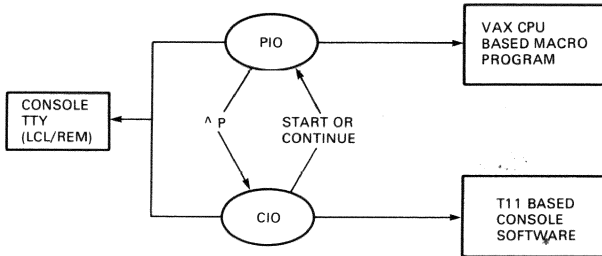 PIO
VAX CPU
BASED MACRO
PROGRAM
CONSOLE
TTY
(LCL/REM)
^ P
START OR
CONTINUE
CIO
T11 BASED
CONSOLE
SOFTWARE